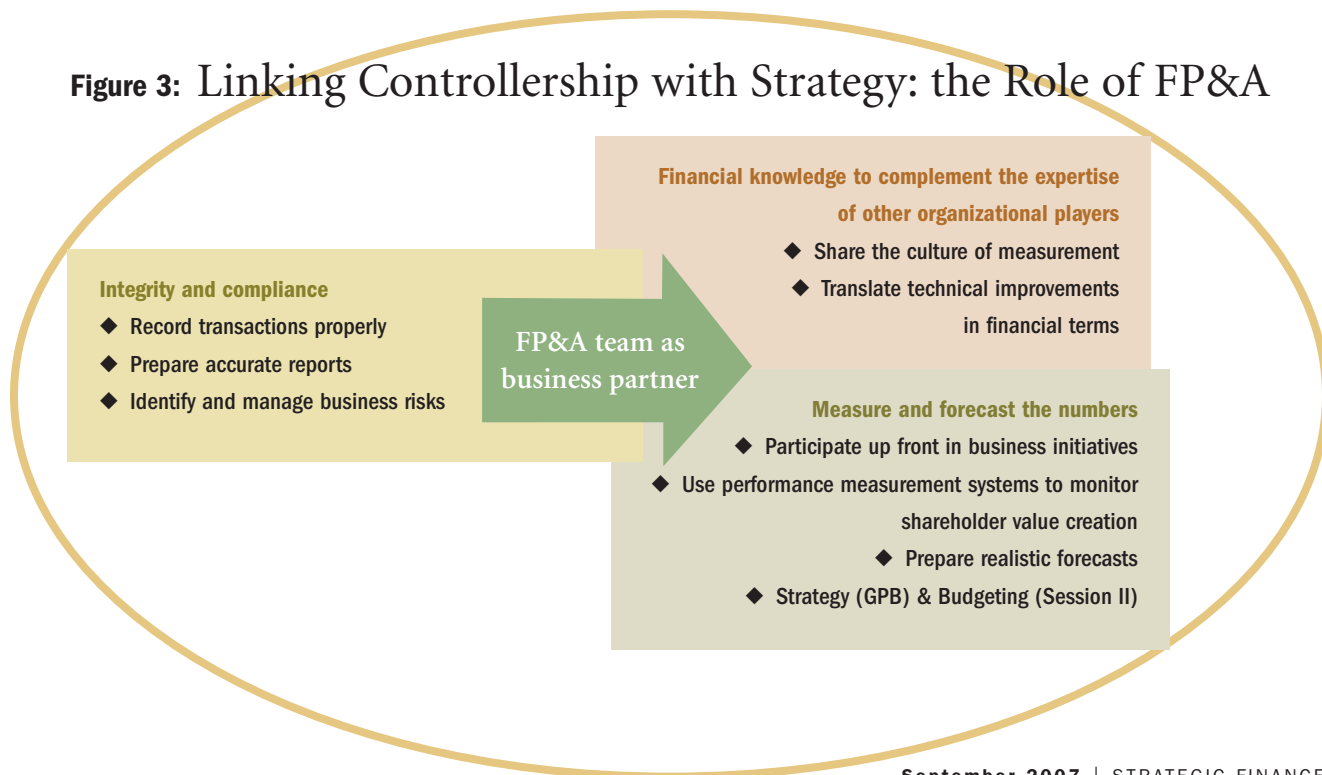 Figure 3: Linking Controllership with Strategy: the Role of FP&A
Financial knowledge to complement the expertise
of other organizational players
◆ Share the culture of measurement
◆ Translate technical improvements
in financial terms
Integrity and compliance
◆ Record transactions properly
◆ Prepare accurate reports
◆ Identify and manage business risks
FP&A team as
business partner
Measure and forecast the numbers
◆ Participate up front in business initiatives
◆ Use performance measurement systems to monitor
shareholder value creation
◆ Prepare realistic forecasts
◆ Strategy (GPB) & Budgeting (Session II)
September 2007 | STRATEGIC FINANCE